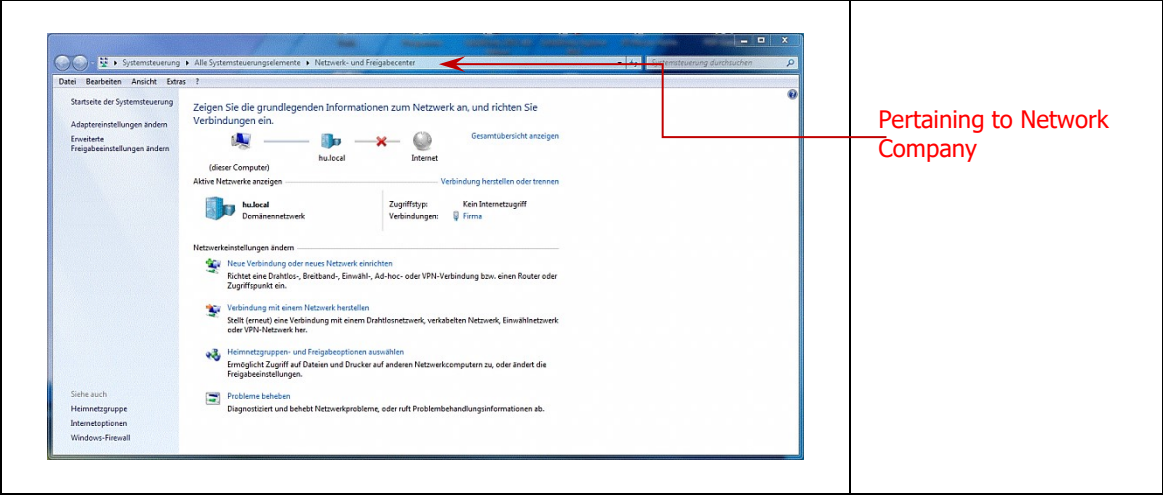 Systemsteuerung Alle Systemsteuerungselemente Netzwerk- und Freigabecenter
Systemsteuerung durchsuchen
Datei Bearbeiten Ansicht Extras ?
Startseite der Systemsteuerung
Adaptereinstellungen ändern
Erweiterte
Freigabeeinstellungen ändern
Zeigen Sie die grundlegenden Informationen zum Netzwerk an, und richten Sie
Verbindungen ein.
Gesamtübersicht anzeigen
(dieser Computer)
hu.local
Internet
Aktive Netzwerke anzeigen
Verbindung herstellen oder trennen
hu.local
Domänennetzwerk
Zugriffstyp: Kein Internetzugriff
Verbindungen: Firma
Netzwerkeinstellungen ändern
Neue Verbindung oder neues Netzwerk einrichten
Richtet eine Drahtlos-, Breitband-, Einwähl-, Ad-hoc- oder VPN-Verbindung bzw. einen Router oder
Zugriffspunkt ein.
Verbindung mit einem Netzwerk herstellen
Stellt (erneut) eine Verbindung mit einem Drahtlosnetzwerk, verkabelten Netzwerk, Einwählnetzwerk
oder VPN-Netzwerk her.
Heimnetzgruppen- und Freigabeoptionen auswählen
Ermöglicht Zugriff auf Dateien und Drucker auf anderen Netzwerkcomputern zu, oder ändert die
Freigabeeinstellungen.
Probleme beheben
Diagnostiziert und behebt Netzwerkprobleme, oder ruft Problembehandlungsinformationen ab.
Siehe auch
Heimnetzgruppe
Internetoptionen
Windows-Firewall
Pertaining to Network
Company